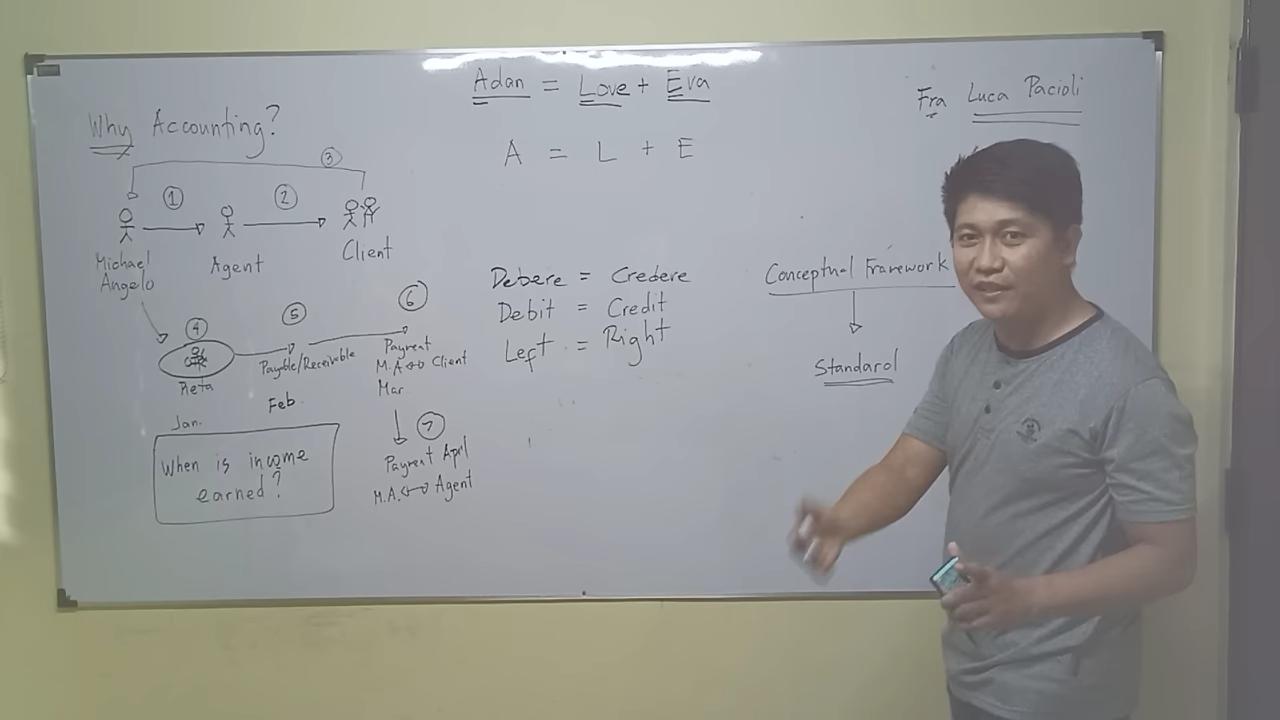 Adan = Love + Eva
A = L + E
Fra Luca Pacioli
Why Accounting?
3
1
2
Michael
Angelo
Agent
Client
4
5
6
Pieta
Payable/Receivable
Payment
M.A Client
Jan.
Feb.
Mar
7
Payment April
M.A. Agent
When is income
earned?
Debere = Credere
Debit = Credit
Left = Right
Conceptual Framework
Standard